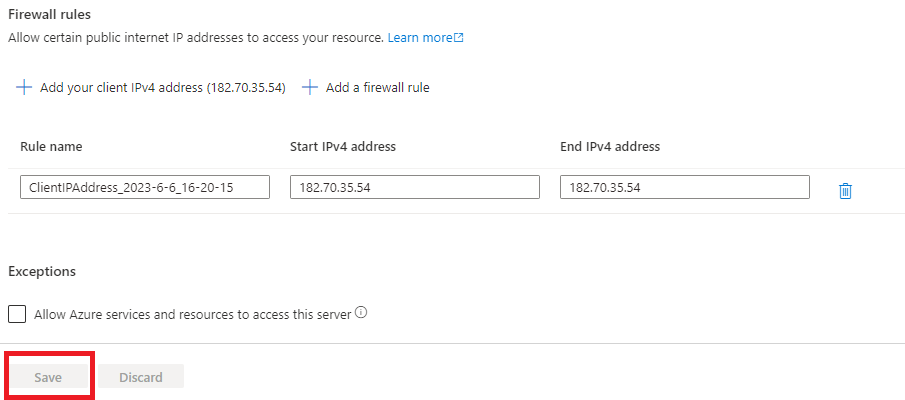 Firewall rules
Allow certain public internet IP addresses to access your resource. Learn more
Add your client IPv4 address (182.70.35.54) Add a firewall rule
Rule name Start IPv4 address End IPv4 address
ClientIPAddress_2023-6-6_16-20-15 182.70.35.54 182.70.35.54
Exceptions
Allow Azure services and resources to access this server
Save Discard